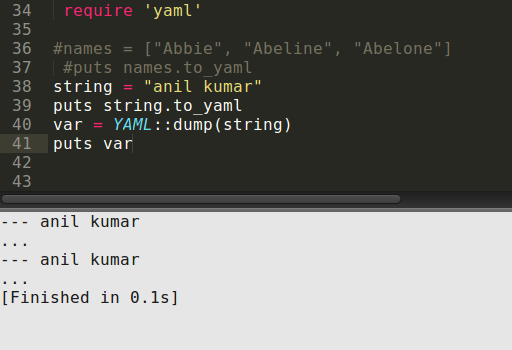 34 require 'yaml'
35
36 #names = ["Abbie", "Abeline", "Abelone"]
37 #puts names.to_yaml
38 string = "anil kumar"
39 puts string.to_yaml
40 var = YAML::dump(string)
41 puts var
42
43
--- anil kumar
...
--- anil kumar
...
[Finished in 0.1s]